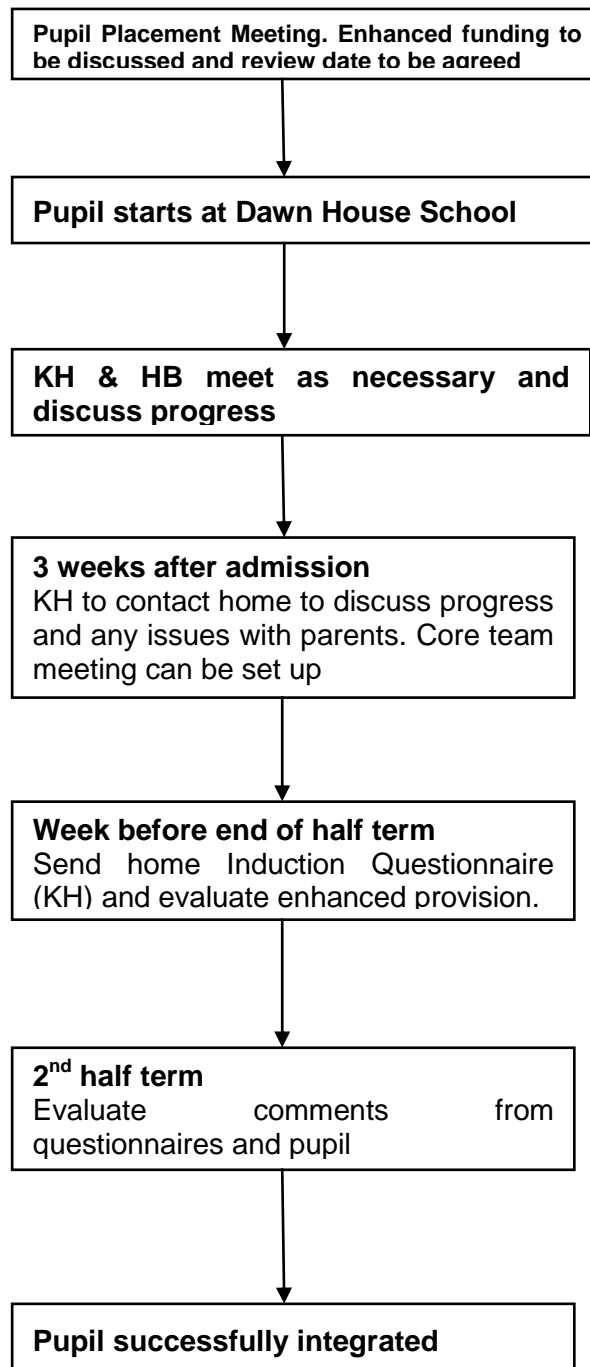 Pupil Placement Meeting. Enhanced funding to
be discussed and review date to be agreed
Pupil starts at Dawn House School
KH & HB meet as necessary and
discuss progress
3 weeks after admission
KH to contact home to discuss progress
and any issues with parents. Core team
meeting can be set up
Week before end of half term
Send home Induction Questionnaire
(KH) and evaluate enhanced provision.
2nd half term
Evaluate comments from
questionnaires and pupil
Pupil successfully integrated